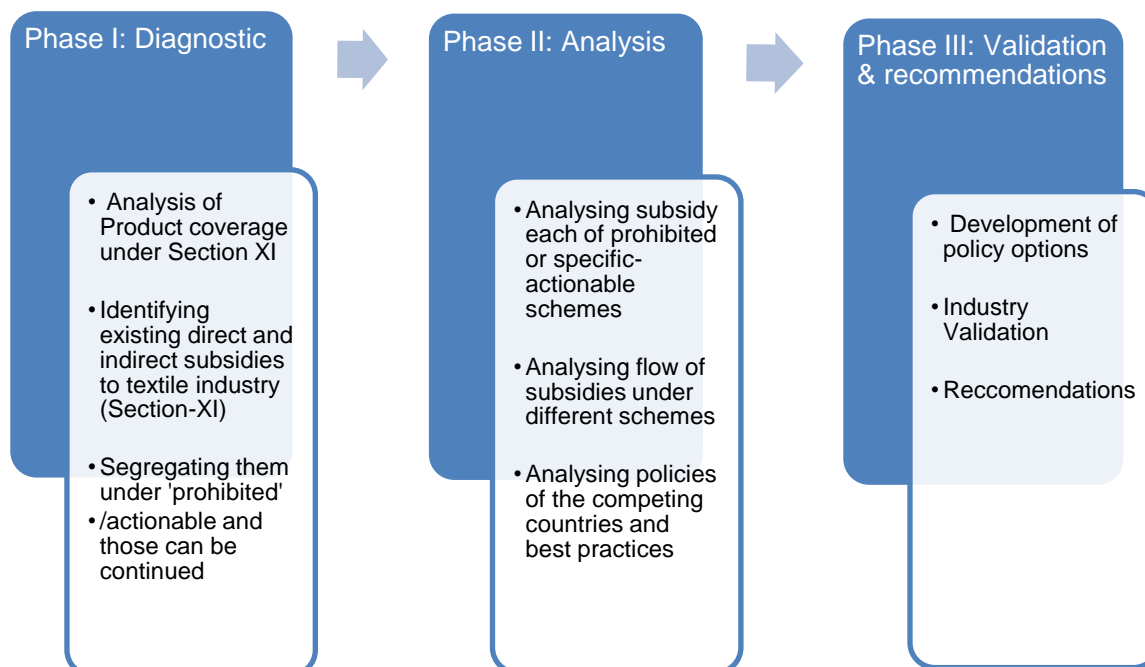 Phase I: Diagnostic
• Analysis of
Product coverage
under Section XI
• Identifying
existing direct and
indirect subsidies
to textile industry
(Section-XI)
• Segregating them
under 'prohibited'
• /actionable and
those can be
continued
Phase II: Analysis
• Analysing subsidy
each of prohibited
or specific-
actionable
schemes
• Analysing flow of
subsidies under
different schemes
• Analysing policies
of the competing
countries and
best practices
Phase III: Validation
& recommendations
• Development of
policy options
• Industry
Validation
• Reccomendations